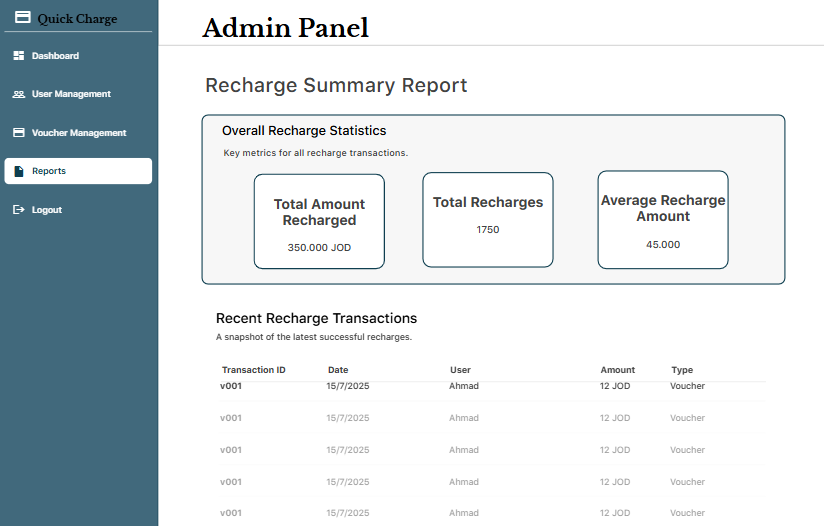 Quick Charge
Dashboard
User Management
Voucher Management
Reports
Logout
Admin Panel
Recharge Summary Report
Overall Recharge Statistics
Key metrics for all recharge transactions.
Total Amount
Recharged
350.000 JOD
Total Recharges
1750
Average Recharge
Amount
45.000
Recent Recharge Transactions
A snapshot of the latest successful recharges.
Transaction ID Date User Amount Type
v001 15/7/2025 Ahmad 12 JOD Voucher
v001 15/7/2025 Ahmad 12 JOD Voucher
v001 15/7/2025 Ahmad 12 JOD Voucher
v001 15/7/2025 Ahmad 12 JOD Voucher
v001 15/7/2025 Ahmad 12 JOD Voucher